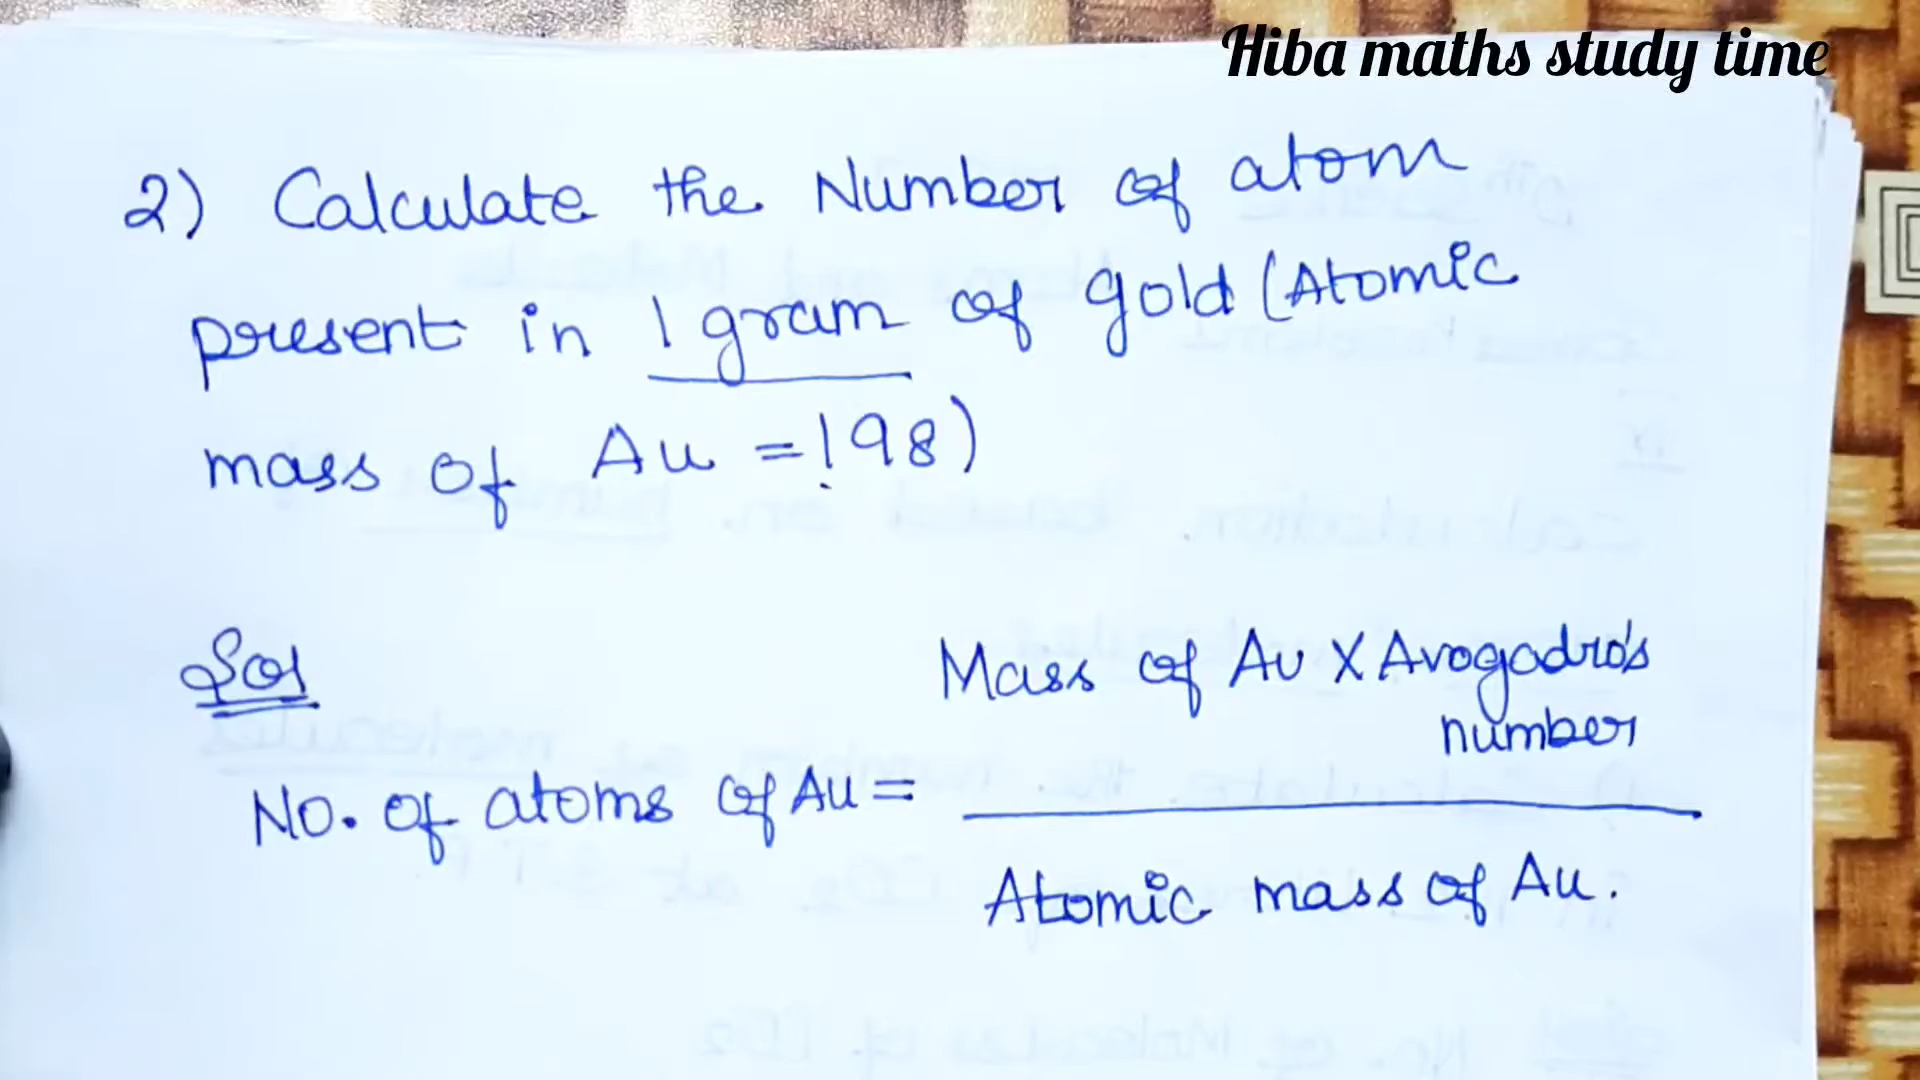 Hiba maths study time
2) Calculate the Number of atom
present in 1 gram of gold (Atomic
mass of Au = 198)
Sol
Mass of Au X Avogadro's
number
No. of atoms of Au =
Atomic mass of Au.